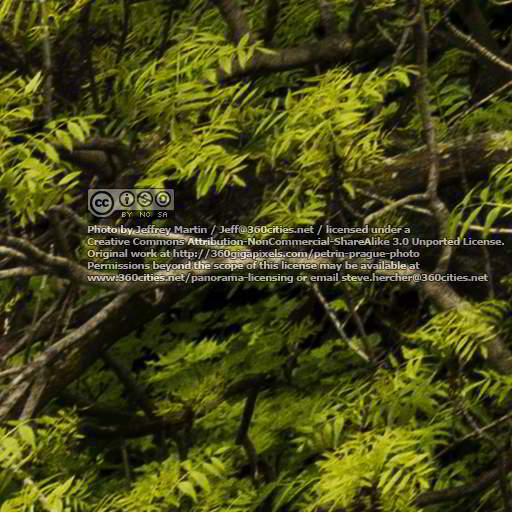 cc
BY NC SA
Photo by Jeffrey Martin / Jeff@360cities.net / licensed under a
Creative Commons Attribution-NonCommercial-ShareAlike 3.0 Unported License.
Original work at http://360gigapixels.com/petrin-prague-photo
Permissions beyond the scope of this license may be available at
www.360cities.net/panorama-licensing or email steve.hercher@360cities.net